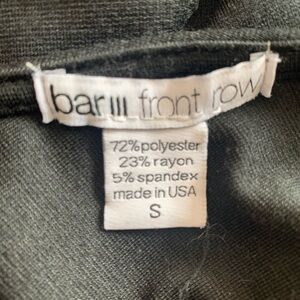 bar III front row
72% polyester
23% rayon
5% spandex
made in USA
S